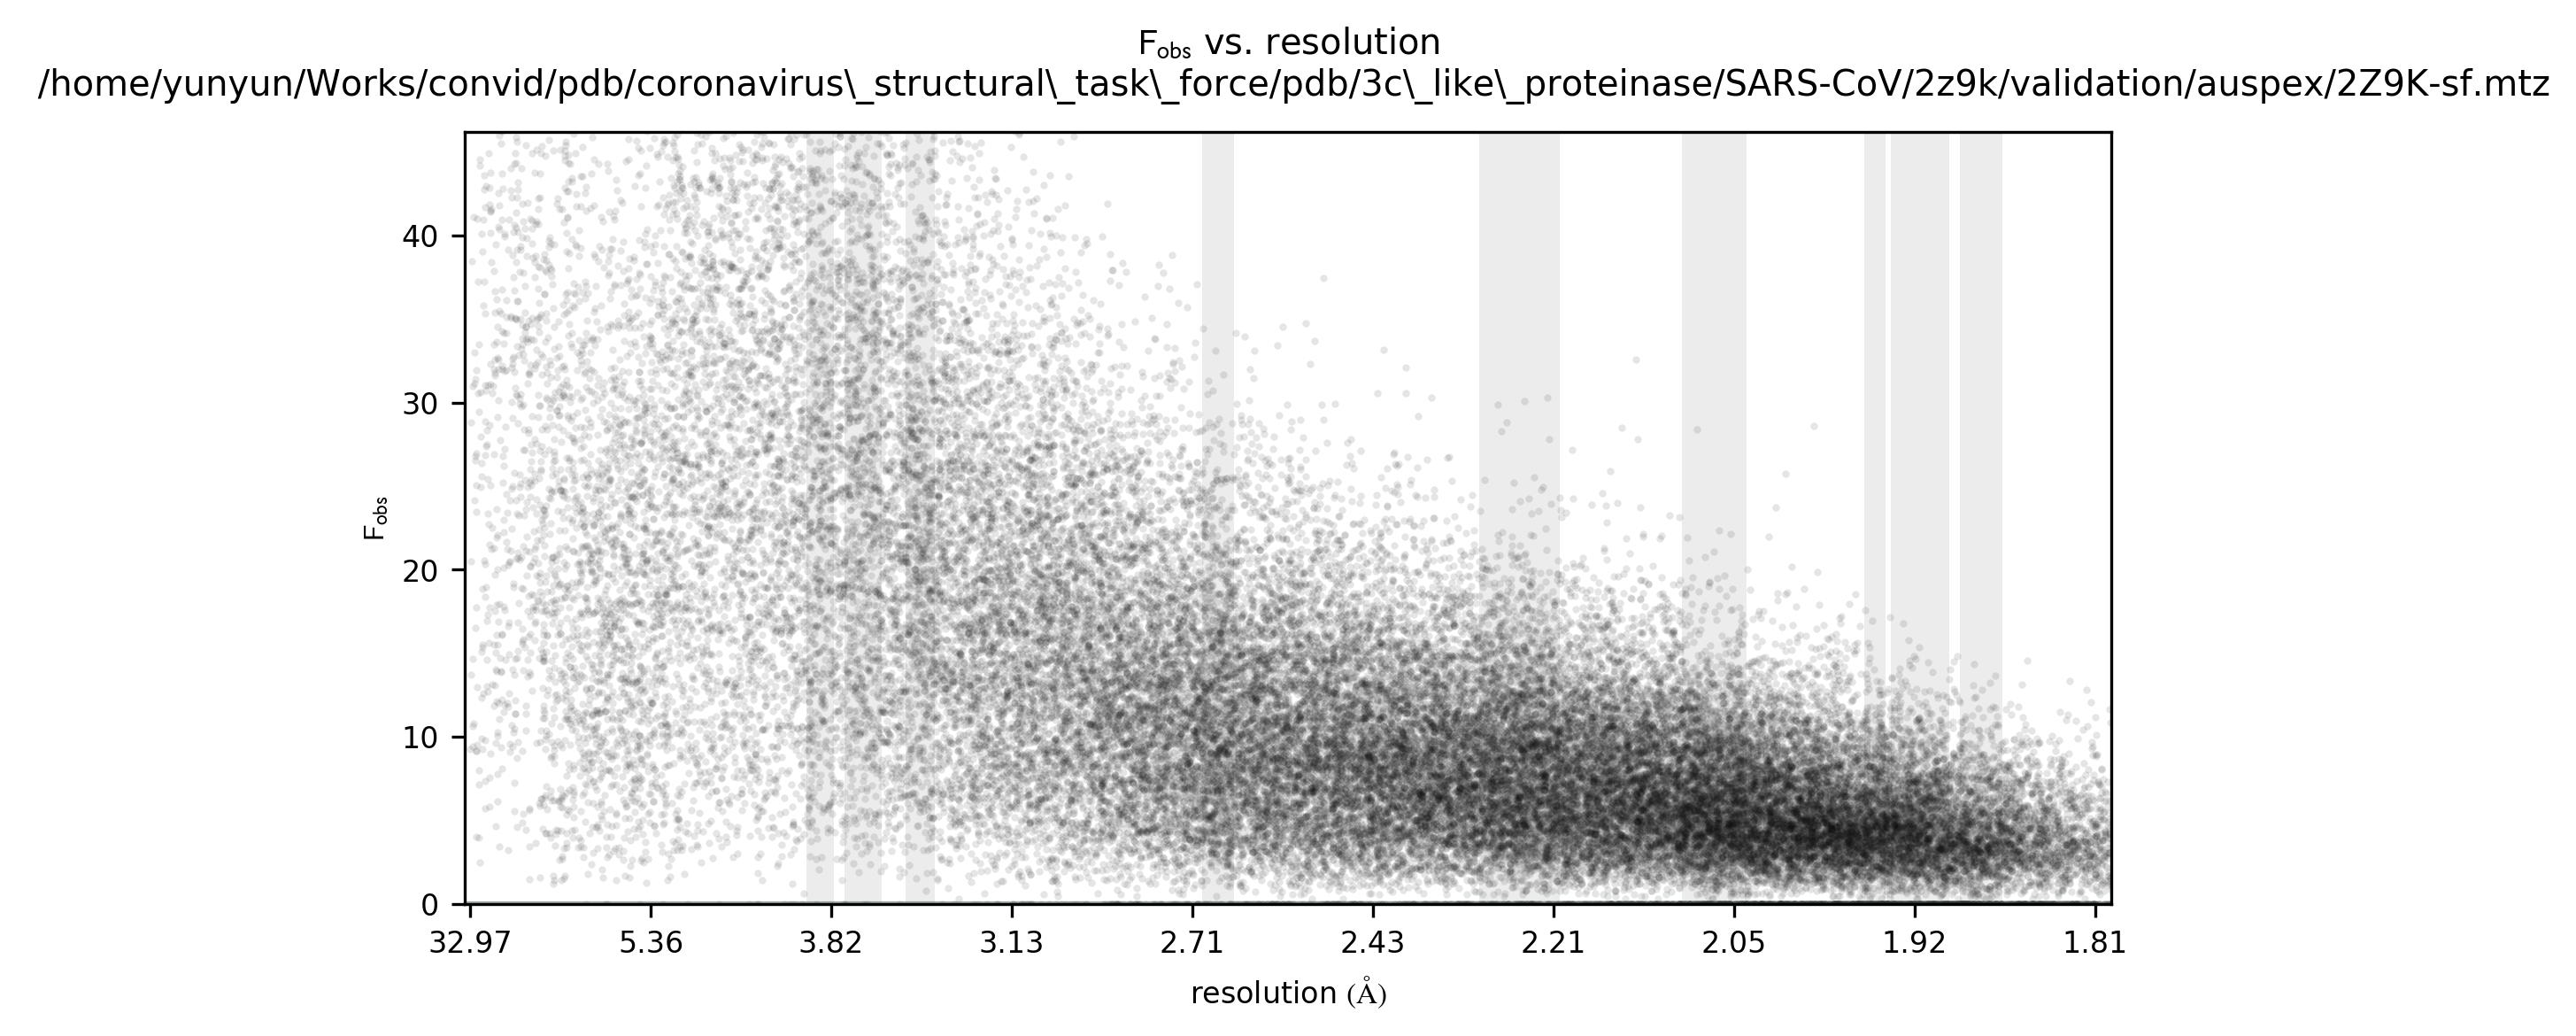 F_obs vs. resolution
/home/yunyun/Works/convid/pdb/coronavirus\_structural\_task\_force/pdb/3c\_like\_proteinase/SARS-CoV/2z9k/validation/auspex/2Z9K-sf.mtz
40
30
F_obs
20
10
0
32.97 5.36 3.82 3.13 2.71 2.43 2.21 2.05 1.92 1.81
resolution (Å)